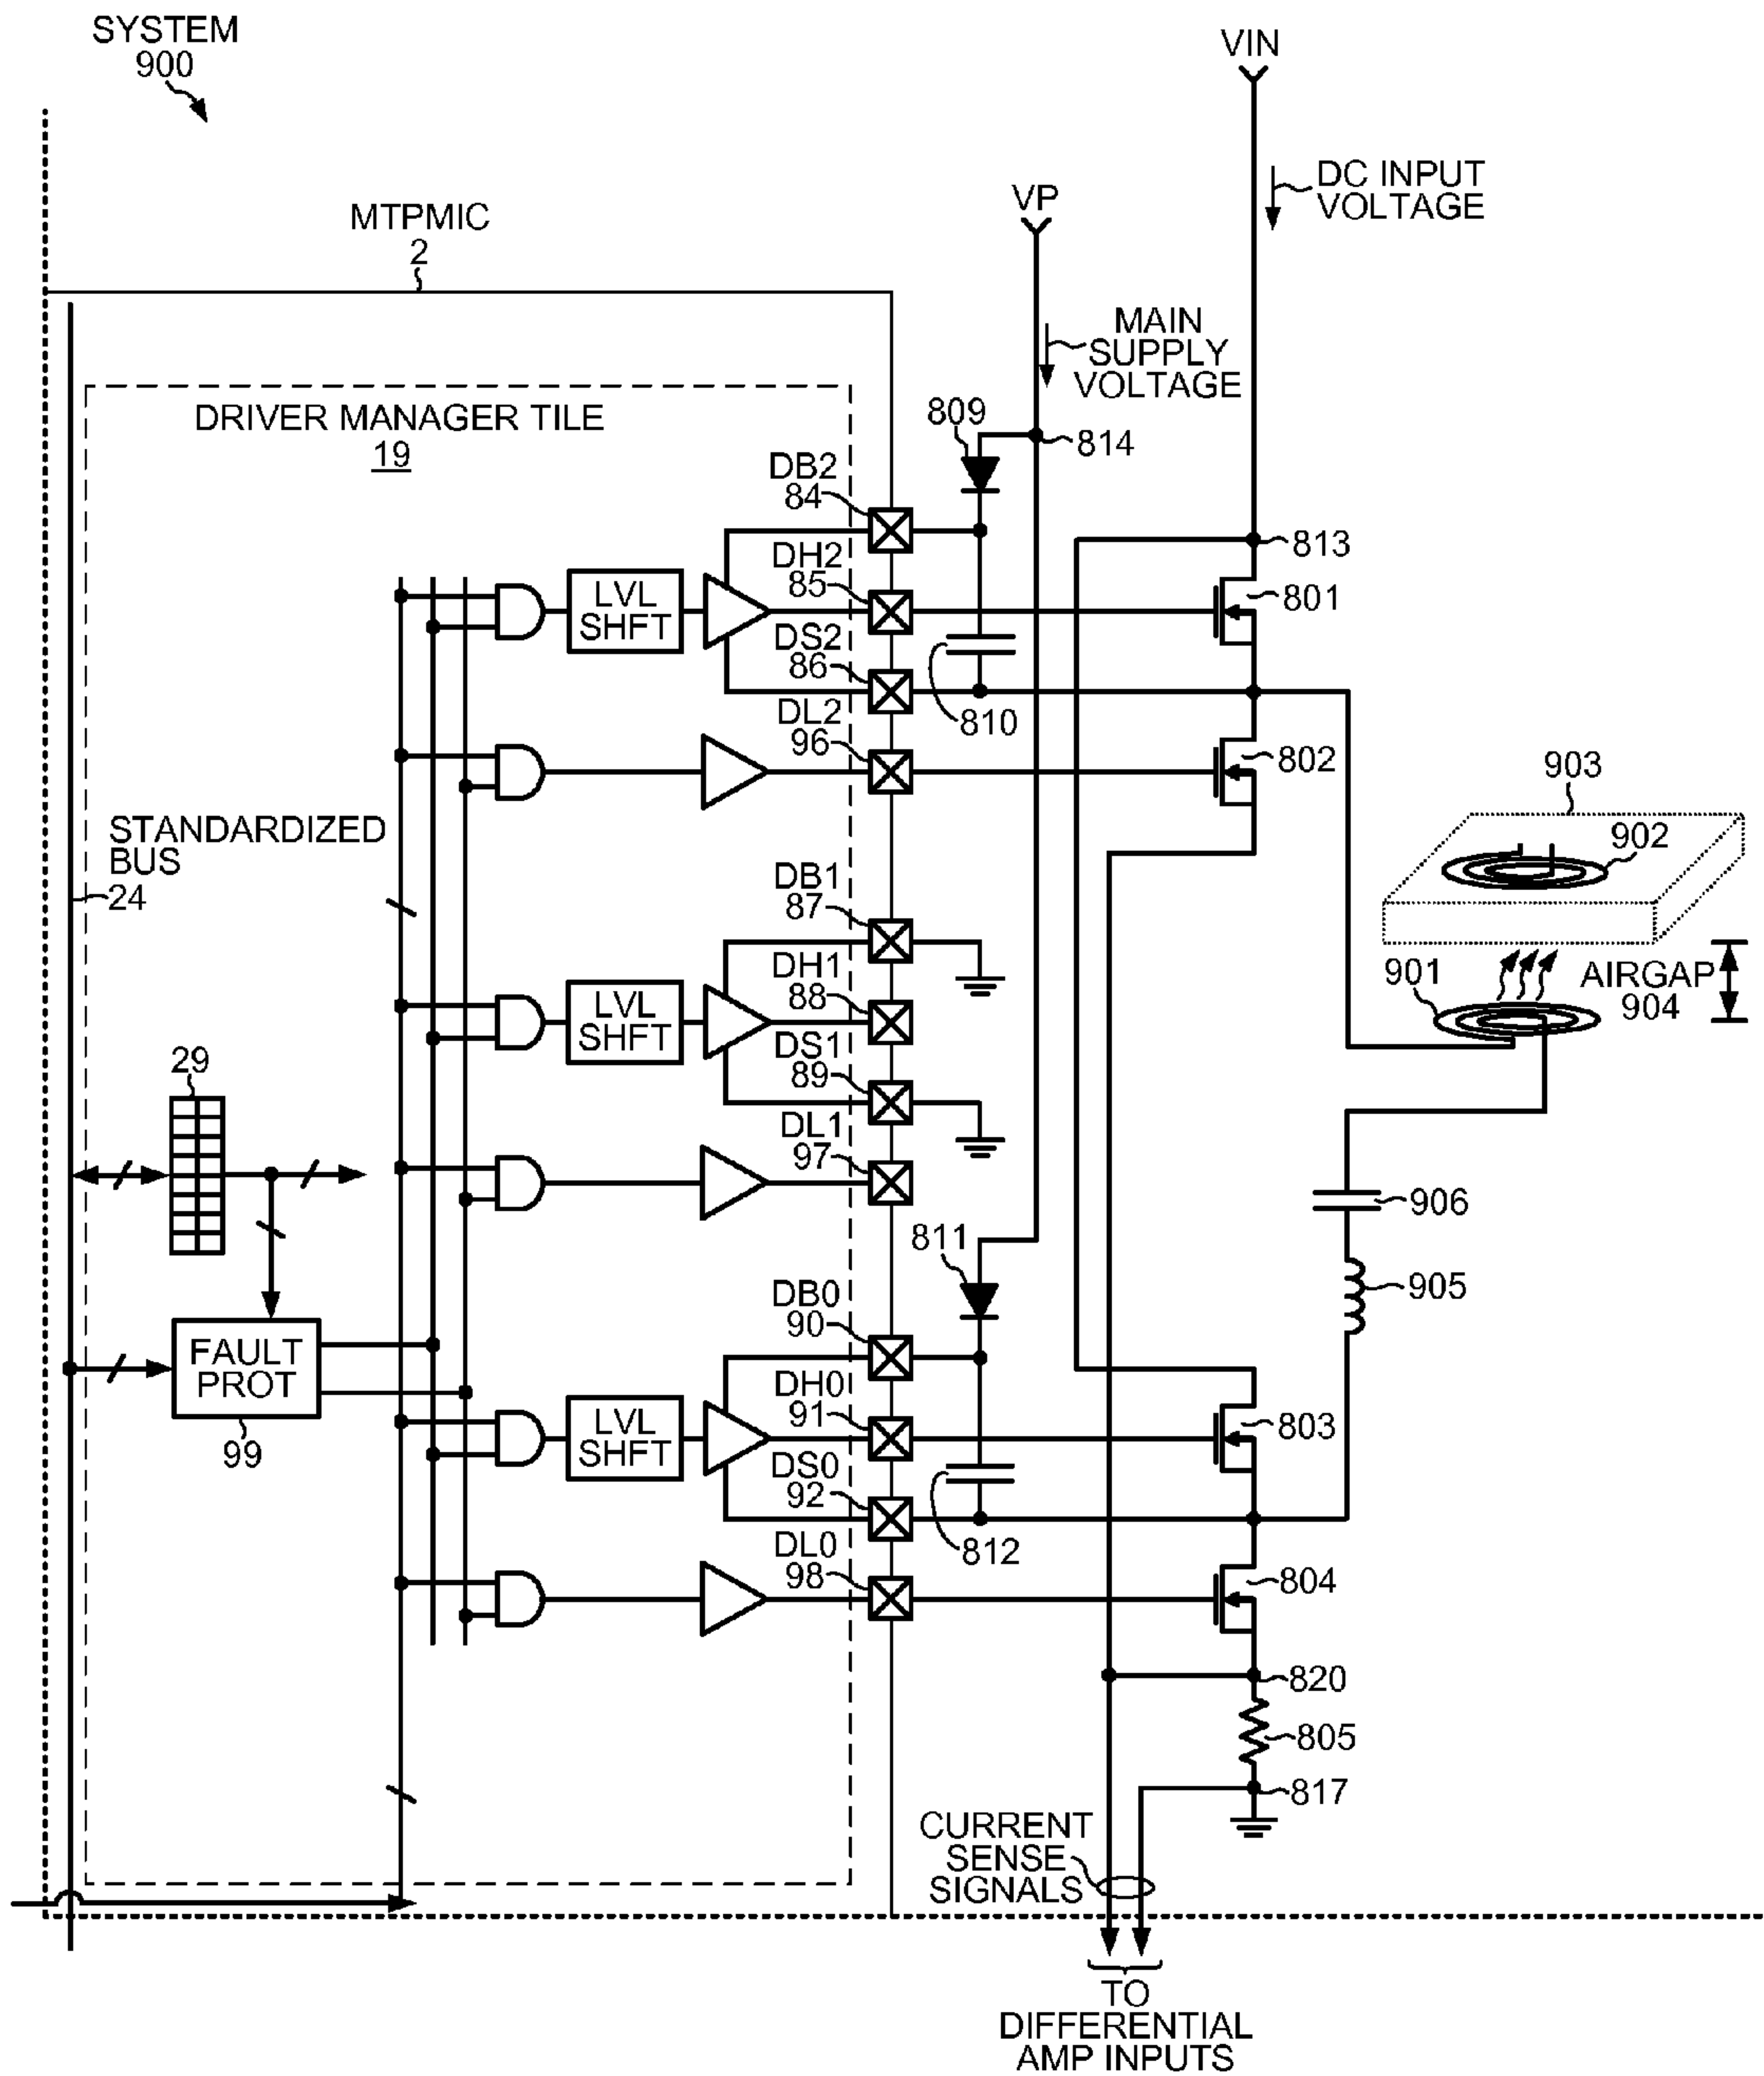 SYSTEM
900
VIN
DC INPUT
VOLTAGE
VP
MTPMIC
2
MAIN
SUPPLY
VOLTAGE
DRIVER MANAGER TILE
19
809
814
DB2
84
813
DH2
85
LVL
SHFT
801
DS2
86
810
DL2
96
802
903
902
STANDARDIZED
BUS
24
DB1
87
901
AIRGAP
904
DH1
88
LVL
SHFT
DS1
89
29
DL1
97
906
811
905
DB0
90
FAULT
PROT
99
DH0
91
LVL
SHFT
803
DS0
92
812
DL0
98
804
820
805
817
CURRENT
SENSE
SIGNALS
TO
DIFFERENTIAL
AMP INPUTS